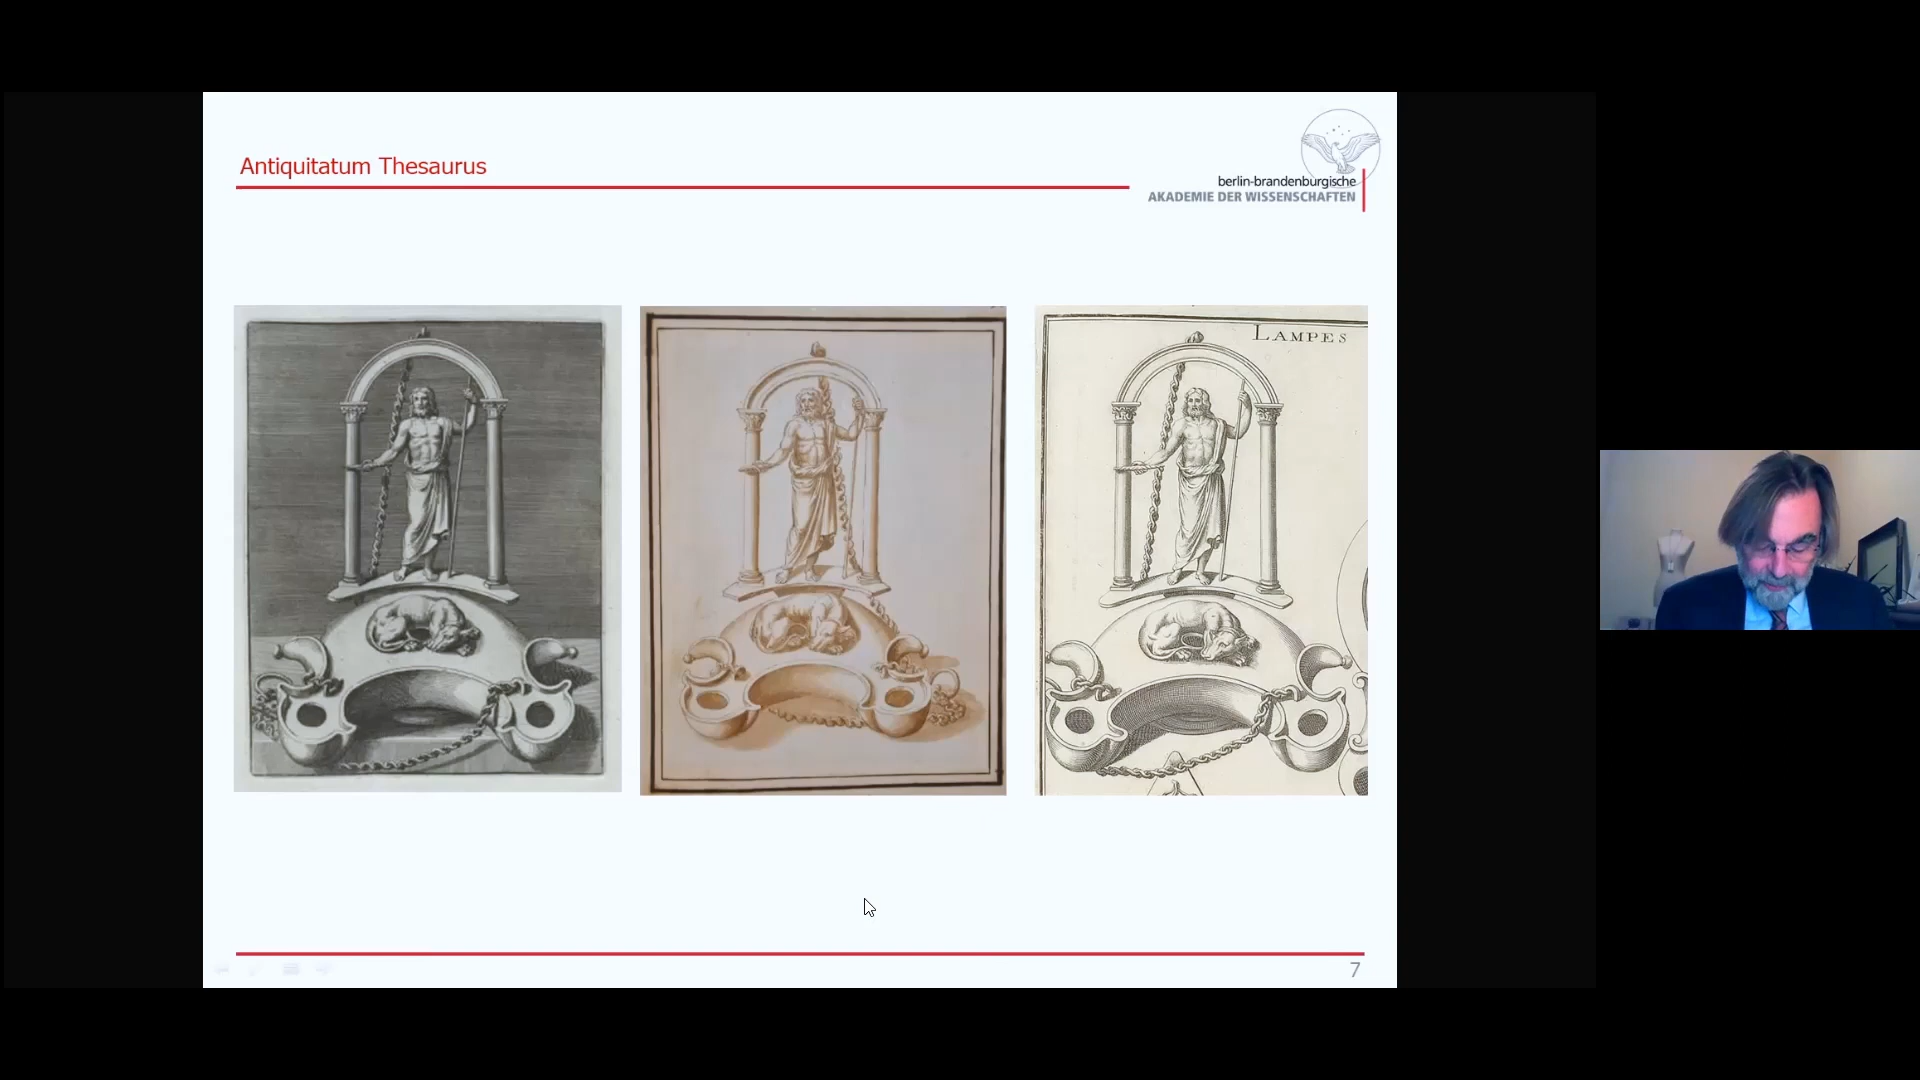 Antiquitatum Thesaurus
berlin-brandenburgische
AKADEMIE DER WISSENSCHAFTEN
LAMPES
7